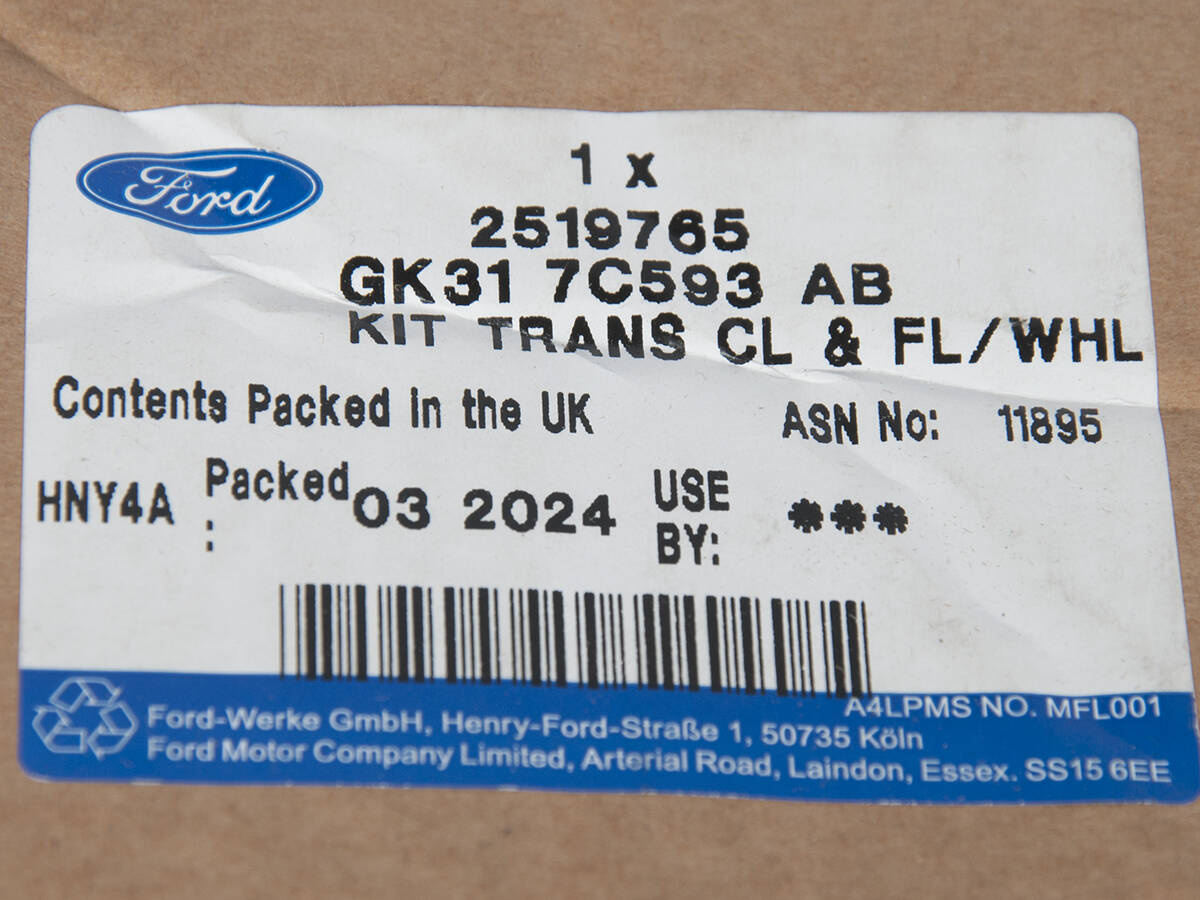 Ford
1 x
2519765
GK31 7C593 AB
KIT TRANS CL & FL/WHL
Contents Packed in the UK ASN No: 11895
HNY4A Packed : 03 2024 USE BY: ***
A4LPMS NO. MFL001
Ford-Werke GmbH, Henry-Ford-Straße 1, 50735 Köln
Ford Motor Company Limited, Arterial Road, Laindon, Essex. SS15 6EE